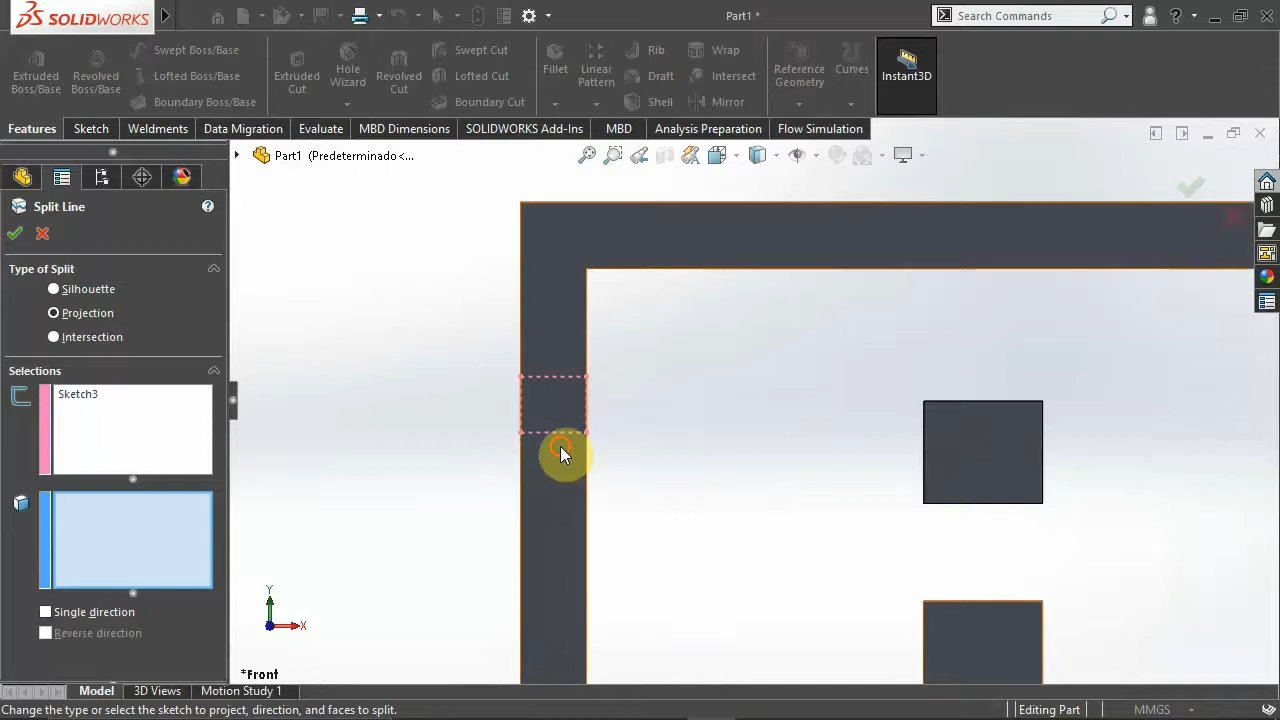 SOLIDWORKS
Part1 *
Search Commands
Extruded Boss/Base
Revolved Boss/Base
Swept Boss/Base
Lofted Boss/Base
Boundary Boss/Base
Extruded Cut
Hole Wizard
Revolved Cut
Swept Cut
Lofted Cut
Boundary Cut
Fillet
Linear Pattern
Rib
Draft
Shell
Wrap
Intersect
Mirror
Reference Geometry
Curves
Instant3D
Features
Sketch
Weldments
Data Migration
Evaluate
MBD Dimensions
SOLIDWORKS Add-Ins
MBD
Analysis Preparation
Flow Simulation
Part1 (Predeterminado<...
Split Line
?
Type of Split
Silhouette
Projection
Intersection
Selections
Sketch3
Single direction
Reverse direction
Y
X
*Front
Model
3D Views
Motion Study 1
Change the type or select the sketch to project, direction, and faces to split.
Editing Part
MMGS